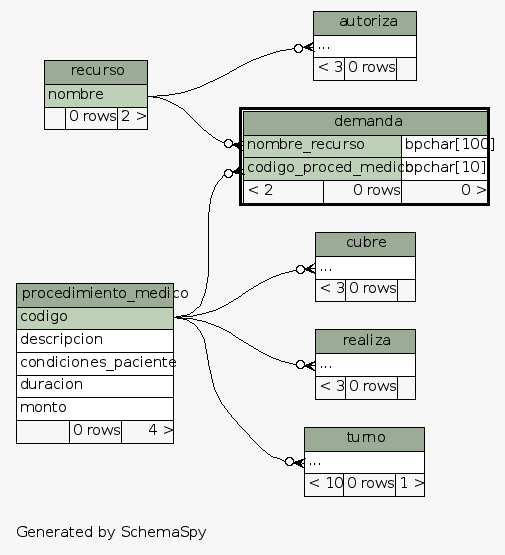 autoriza
...
< 3 0 rows
recurso
nombre
0 rows 2 >
demanda
nombre_recurso bpchar[100]
codigo_proced_medico bpchar[10]
< 2 0 rows 0 >
cubre
...
< 3 0 rows
procedimiento_medico
codigo
descripcion
condiciones_paciente
duracion
monto
0 rows 4 >
realiza
...
< 3 0 rows
turno
...
< 10 0 rows 1 >
Generated by SchemaSpy